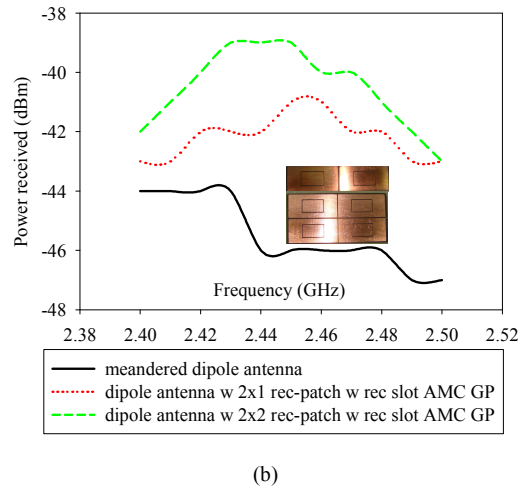 -38
-40
-42
-44
-46
-48
Power received (dBm)
Frequency (GHz)
2.38 2.40 2.42 2.44 2.46 2.48 2.50 2.52
meandered dipole antenna
dipole antenna w 2x1 rec-patch w rec slot AMC GP
dipole antenna w 2x2 rec-patch w rec slot AMC GP
(b)